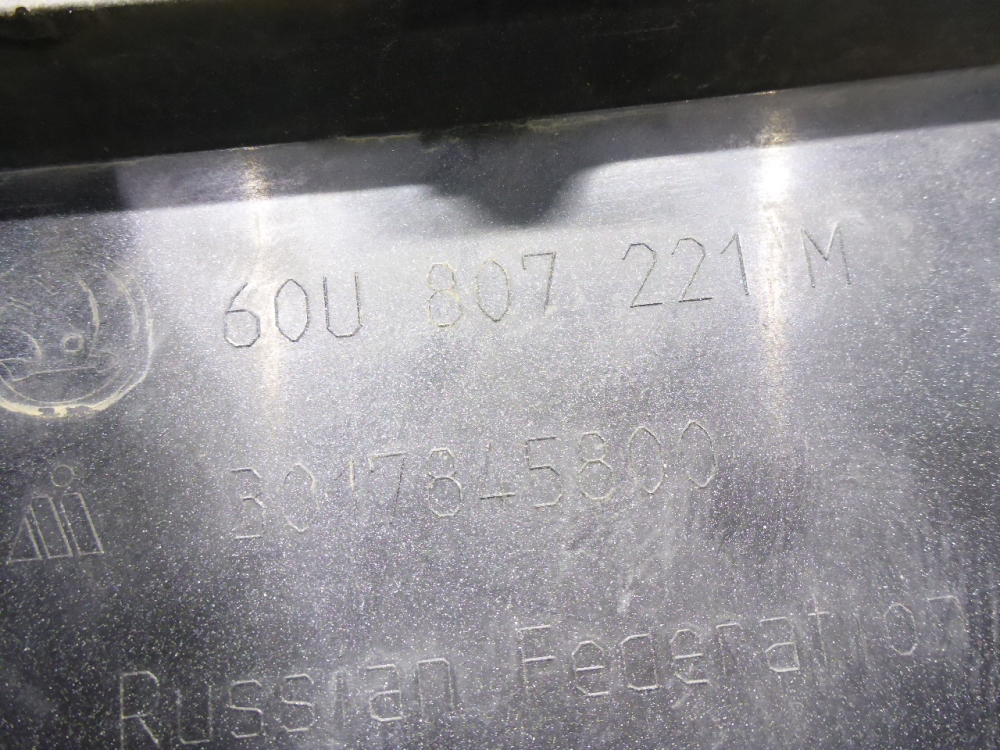 60U 807 221 M
3017845800
Russian Federation